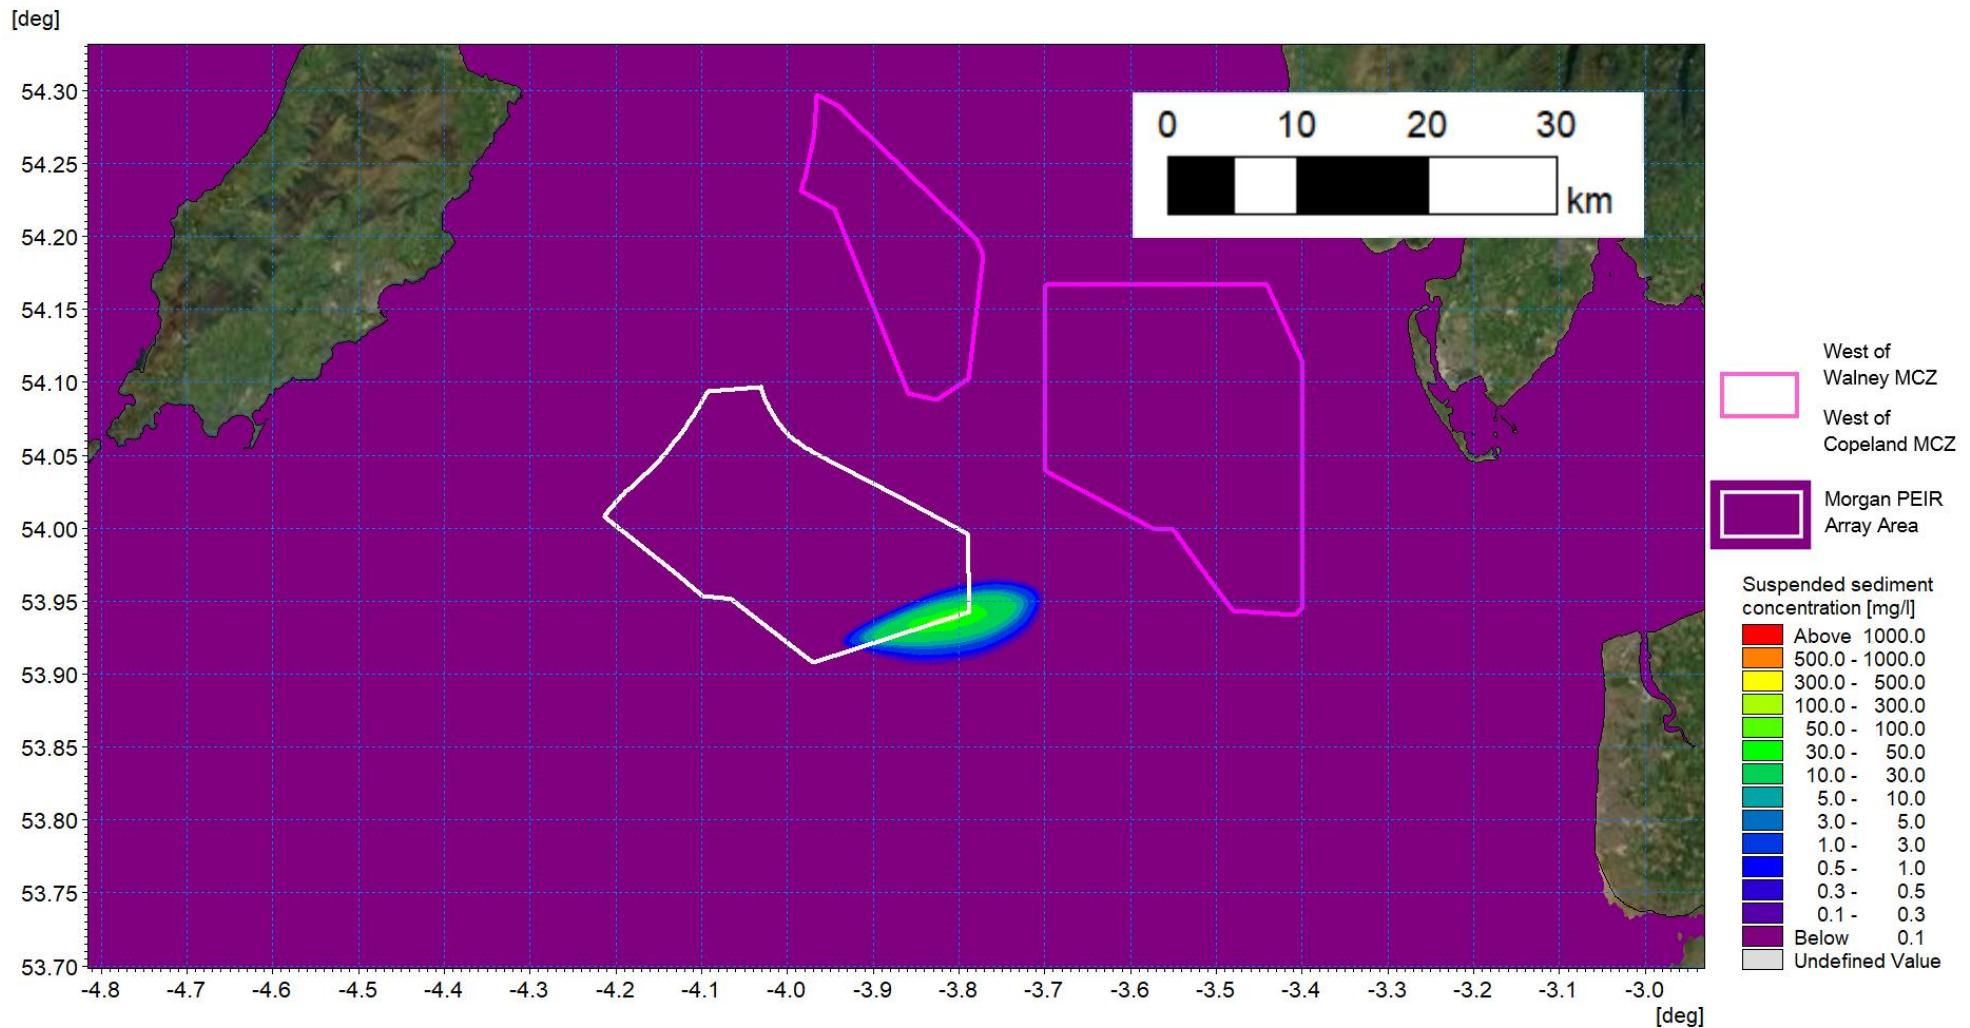 [deg]
54.30
54.25
54.20
54.15
54.10
54.05
54.00
53.95
53.90
53.85
53.80
53.75
53.70
-4.8 -4.7 -4.6 -4.5 -4.4 -4.3 -4.2 -4.1 -4.0 -3.9 -3.8 -3.7 -3.6 -3.5 -3.4 -3.3 -3.2 -3.1 -3.0
[deg]
0 10 20 30
km
West of
Walney MCZ
West of
Copeland MCZ
Morgan PEIR
Array Area
Suspended sediment
concentration [mg/l]
Above 1000.0
500.0 - 1000.0
300.0 - 500.0
100.0 - 300.0
50.0 - 100.0
30.0 - 50.0
10.0 - 30.0
5.0 - 10.0
3.0 - 5.0
1.0 - 3.0
0.5 - 1.0
0.3 - 0.5
0.1 - 0.3
Below 0.1
Undefined Value